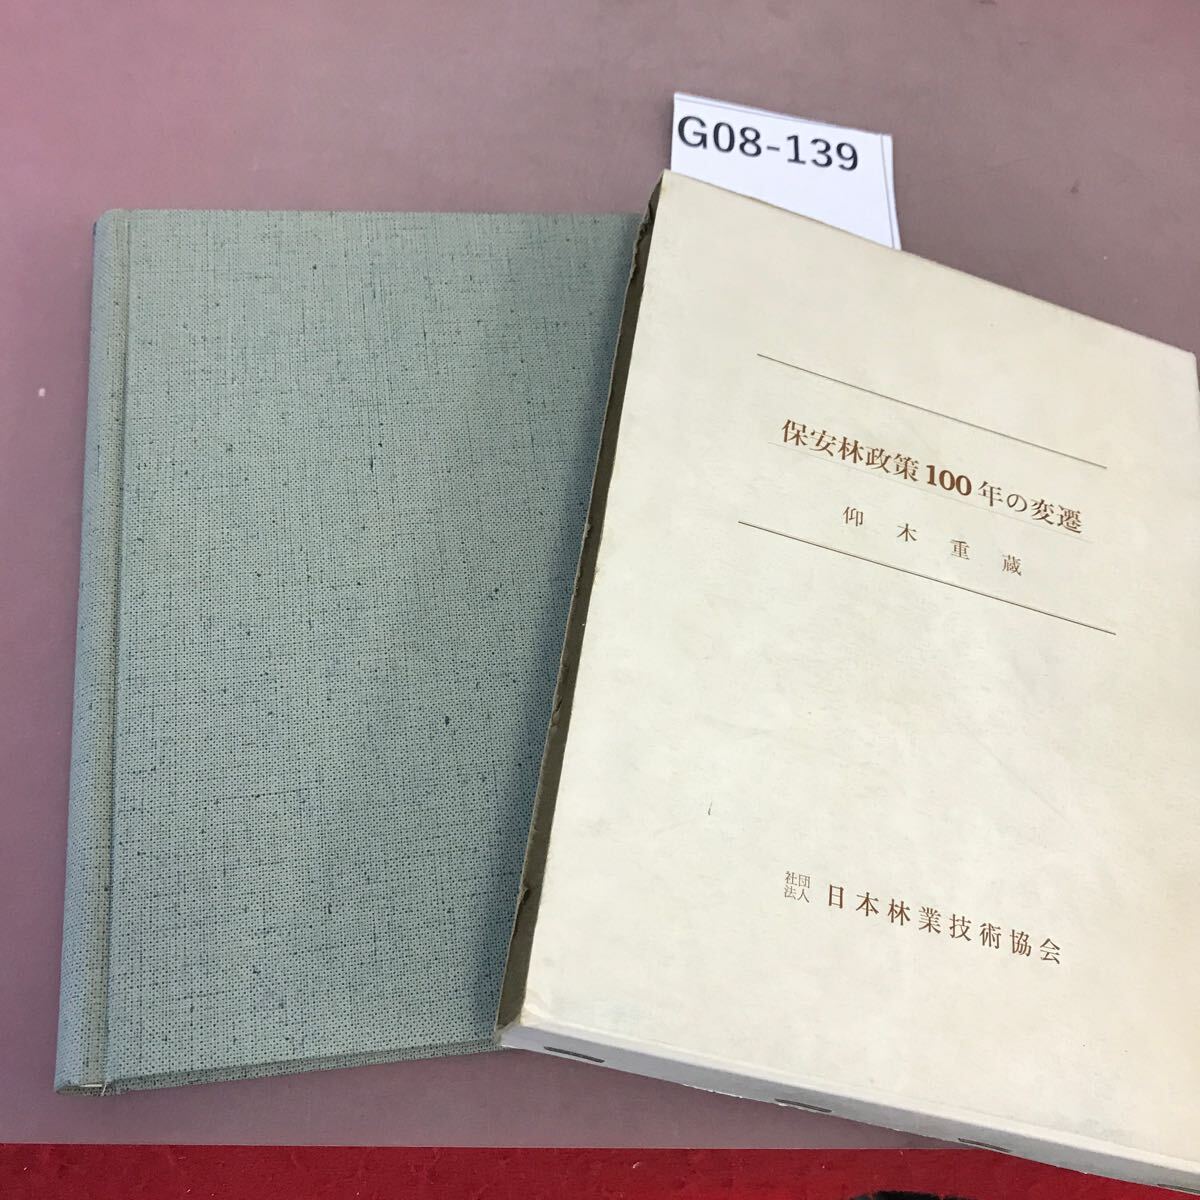 G08-139
保安林政策100年の変遷
仰木重蔵
社団
法人 日本林業技術協会